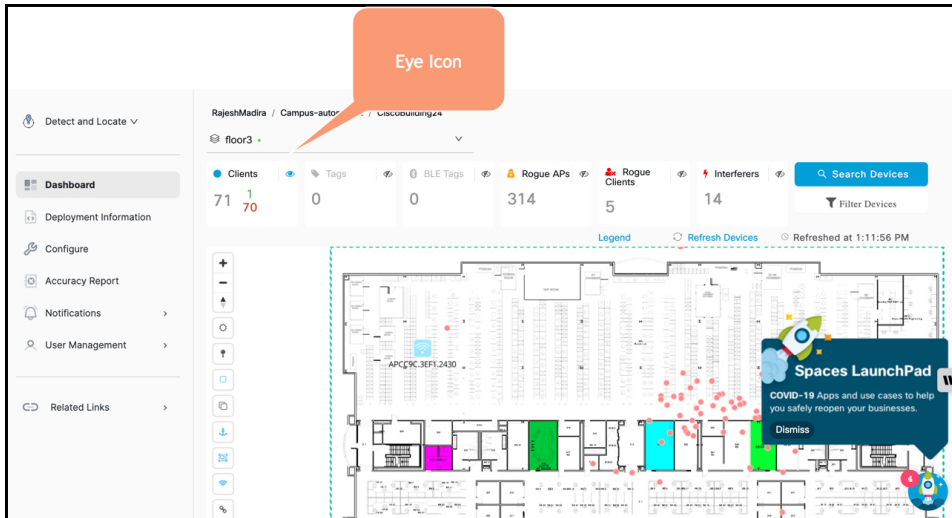 Eye Icon
Detect and Locate
RajeshMadira / Campus-auto / CiscoBuilding24
floor3
Clients
Tags
BLE Tags
Rogue APs
Rogue Clients
Interferers
Search Devices
71 1 70
0
0
314
5
14
Filter Devices
Legend
Refresh Devices
Refreshed at 1:11:56 PM
Dashboard
Deployment Information
Configure
Accuracy Report
Notifications
User Management
Related Links
APCC9C.3EF1.2430
Spaces LaunchPad
COVID-19 Apps and use cases to help
you safely reopen your businesses.
Dismiss
4